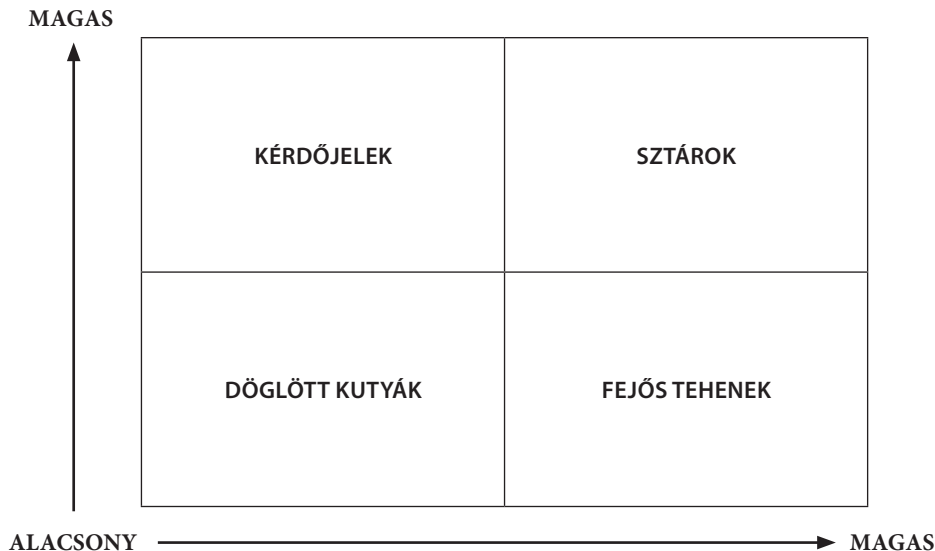 MAGAS
KÉRDŐJELEK
SZTÁROK
DÖGLÖTT KUTYÁK
FEJŐS TEHENEK
ALACSONY
MAGAS